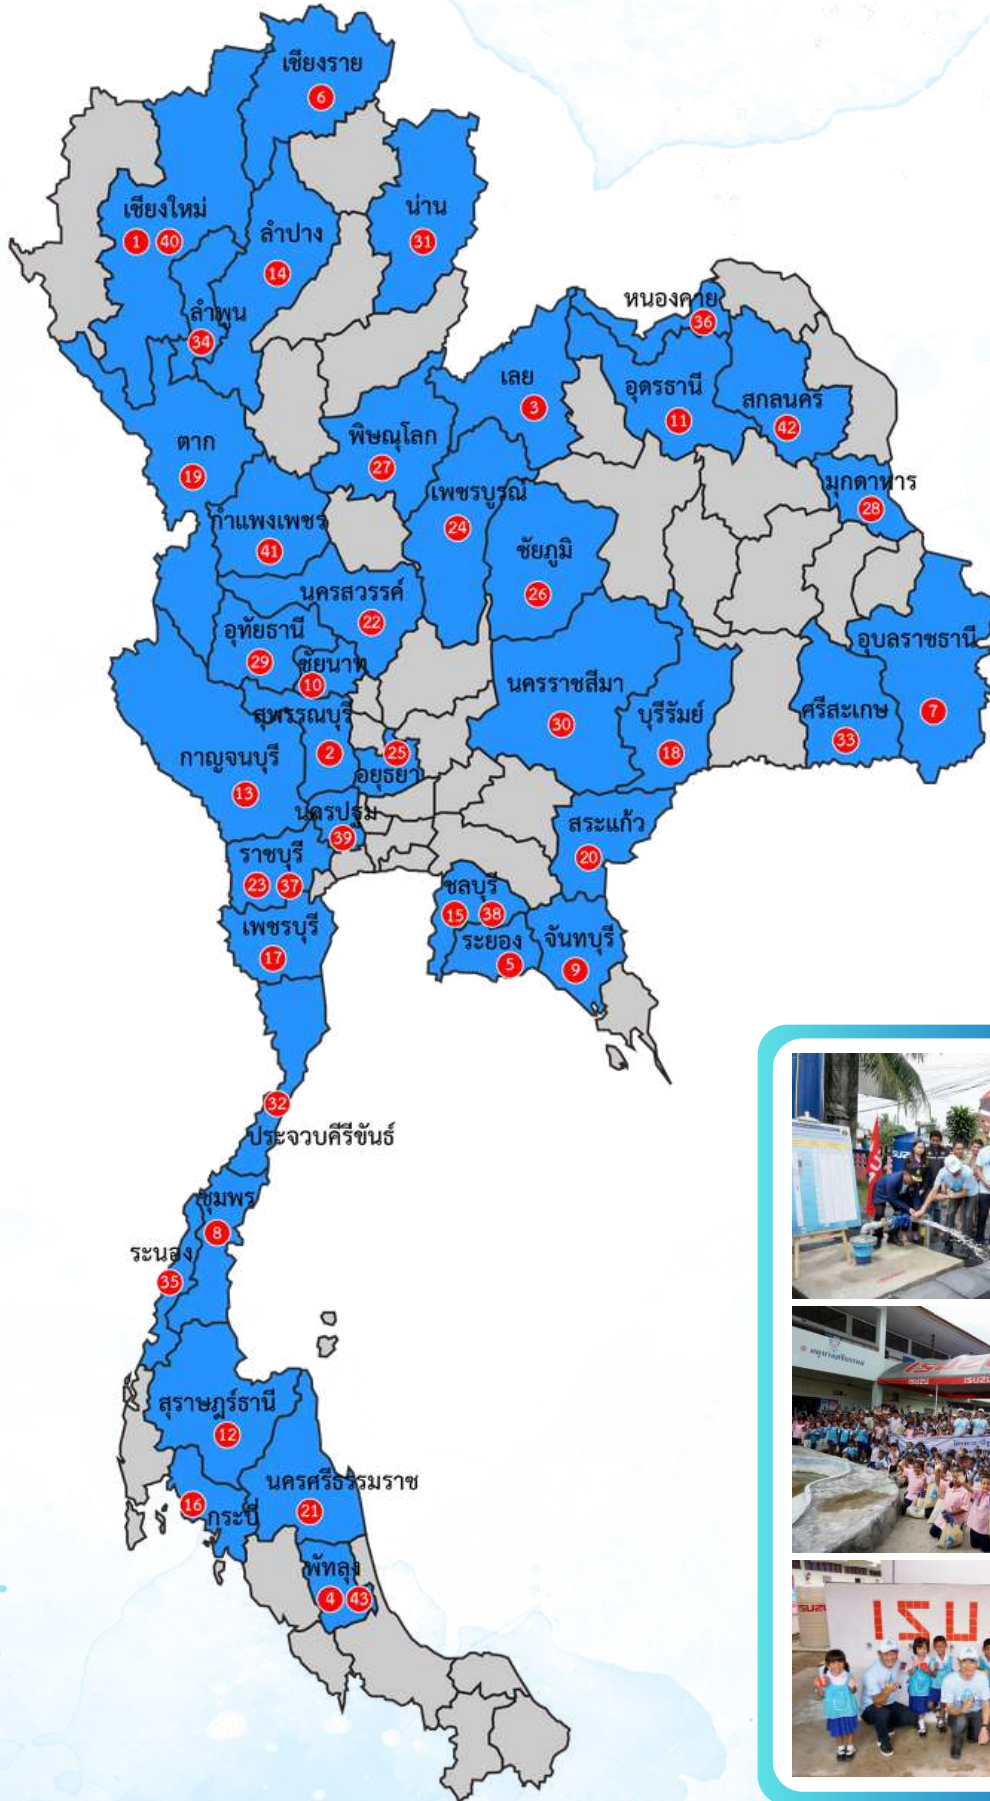 เชียงราย
6
เชียงใหม่
1 40
น่าน
31
ลำปาง
14
ลำพูน
34
หนองคาย
36
เลย
3
อุดรธานี
11
สกลนคร
42
ตาก
19
พิษณุโลก
27
มุกดาหาร
28
เพชรบูรณ์
24
กำแพงเพชร
41
ชัยภูมิ
26
นครสวรรค์
22
อุทัยธานี
29
ชัยนาท
10
อุบลราชธานี
7
นครราชสีมา
30
บุรีรัมย์
18
ศรีสะเกษ
33
สุพรรณบุรี
2
25
อยุธยา
กาญจนบุรี
13
นครปฐม
39
สระแก้ว
20
ราชบุรี
23 37
ชลบุรี
15 38
เพชรบุรี
17
ระยอง
5
จันทบุรี
9
32
ประจวบคีรีขันธ์
ชุมพร
8
ระนอง
35
สุราษฎร์ธานี
12
นครศรีธรรมราช
21
16
กระบี่
พัทลุง
4 43
ISUZU
ISUZU
ISU